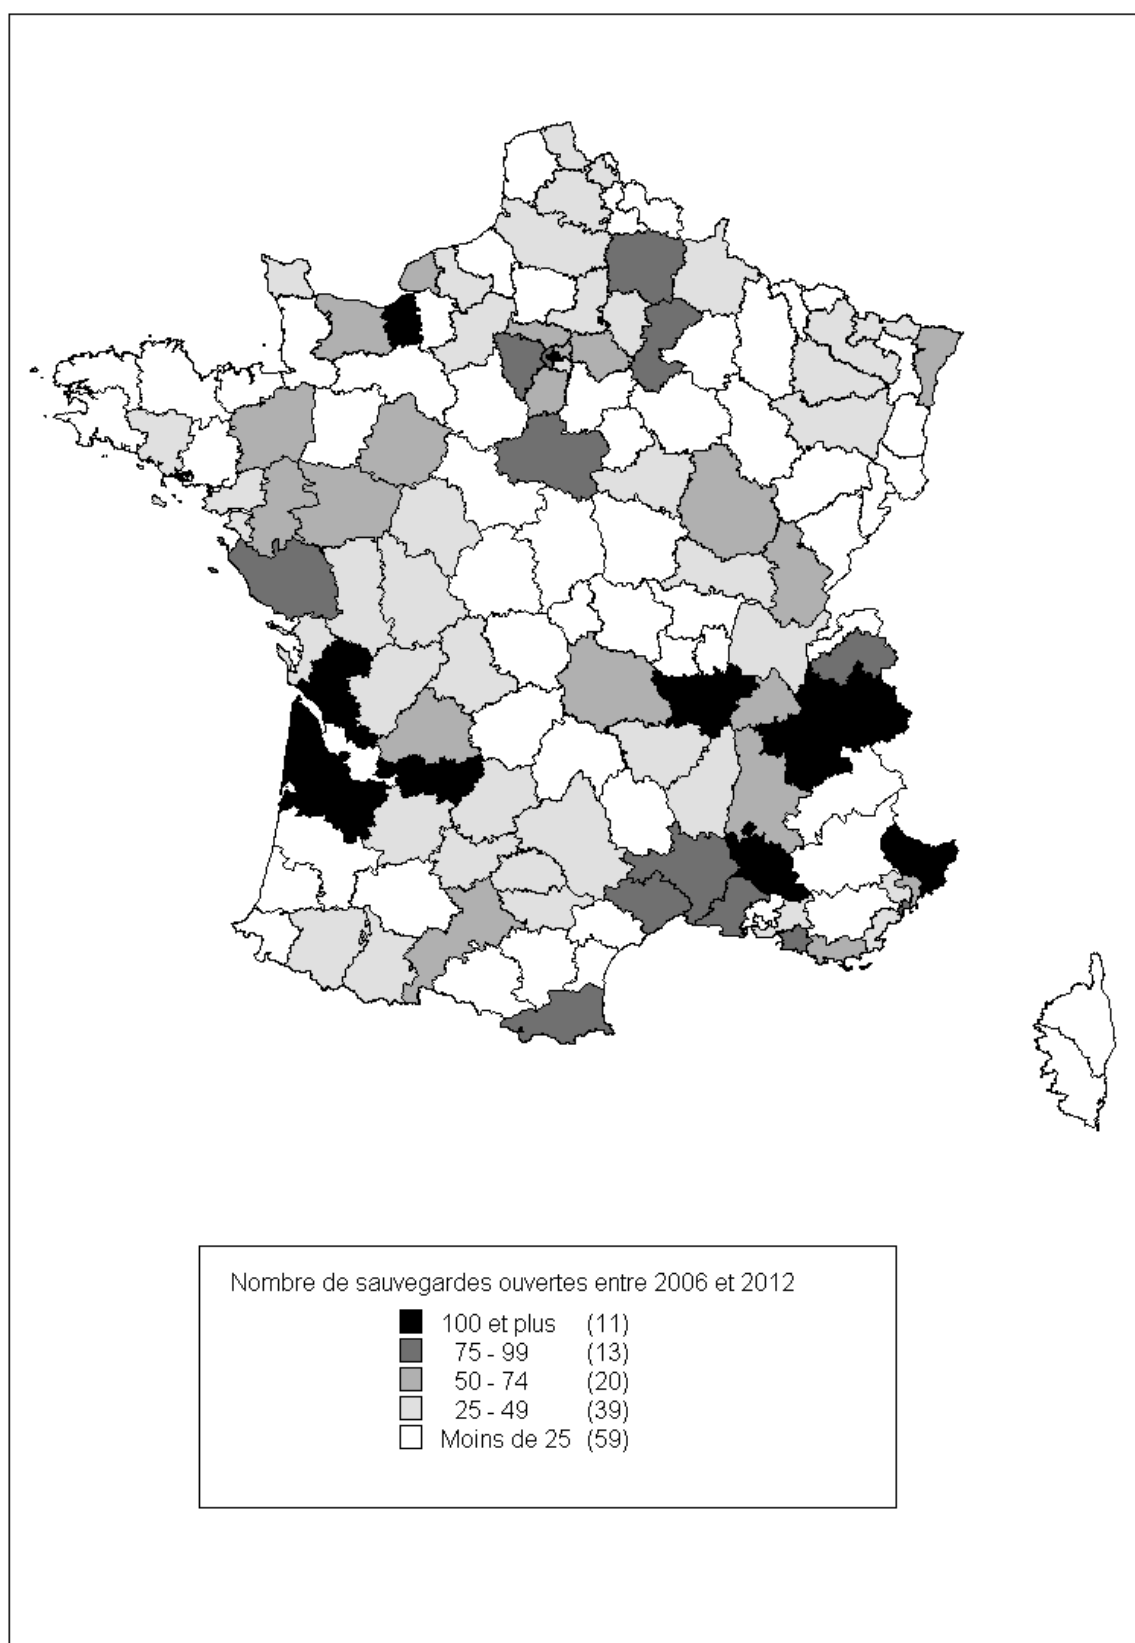 Nombre de sauvegardes ouvertes entre 2006 et 2012
100 et plus (11)
75 - 99 (13)
50 - 74 (20)
25 - 49 (39)
Moins de 25 (59)